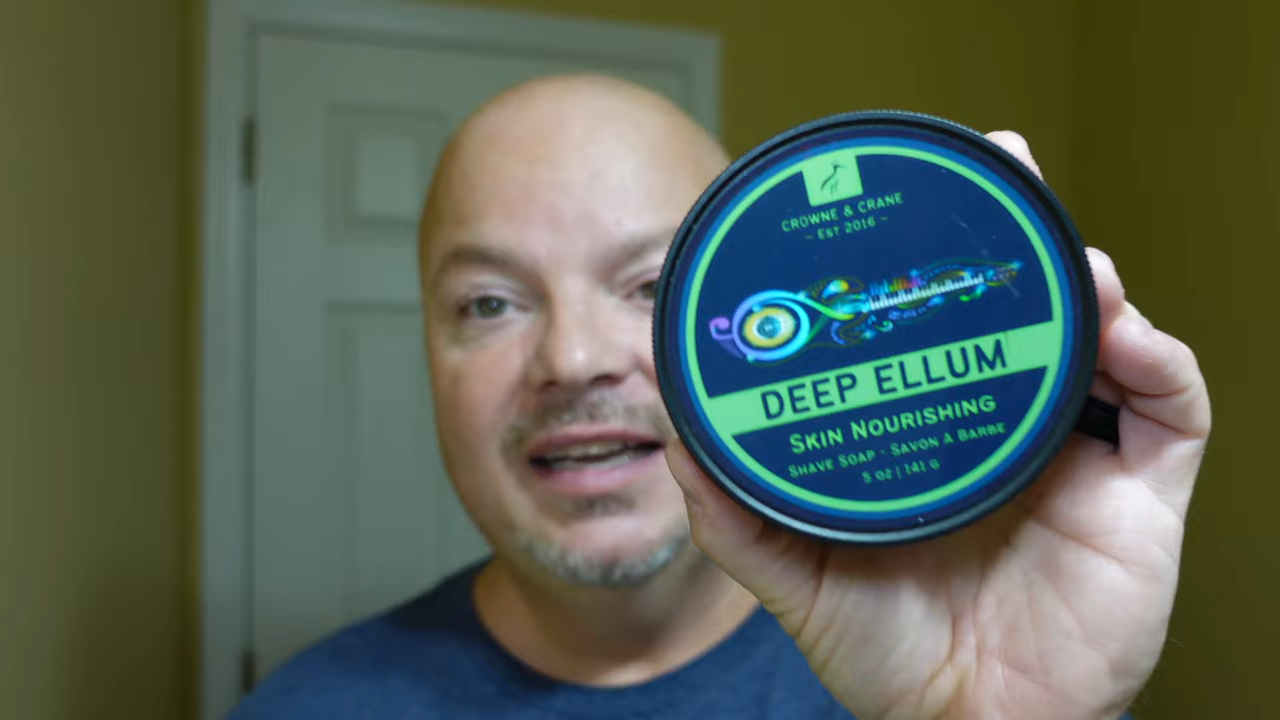 CROWNE & CRANE
~ EST 2016 ~
DEEP ELLUM
SKIN NOURISHING
SHAVE SOAP - SAVON A BARBE
5 OZ | 141 G